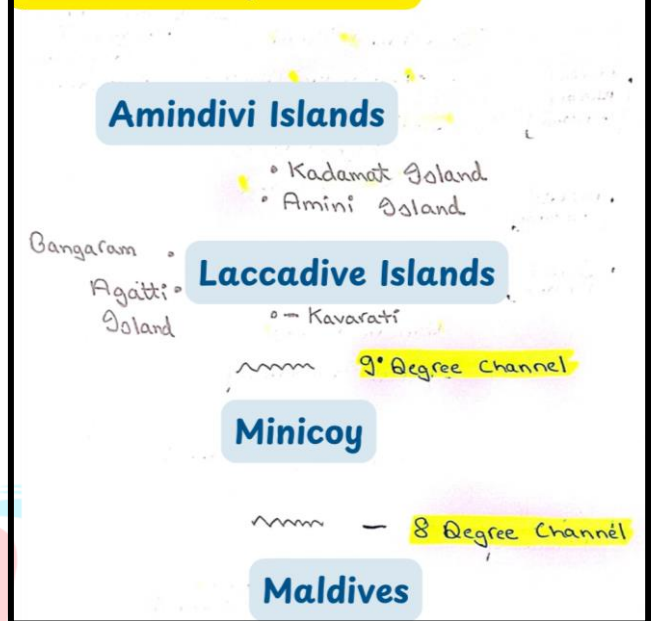 Amindivi Islands
• Kadamat Island
• Amini Island
Bangaram •
Laccadive Islands
Agatti •
Island
•- Kavarati
9° Degree Channel
Minicoy
- 8 Degree Channel
Maldives